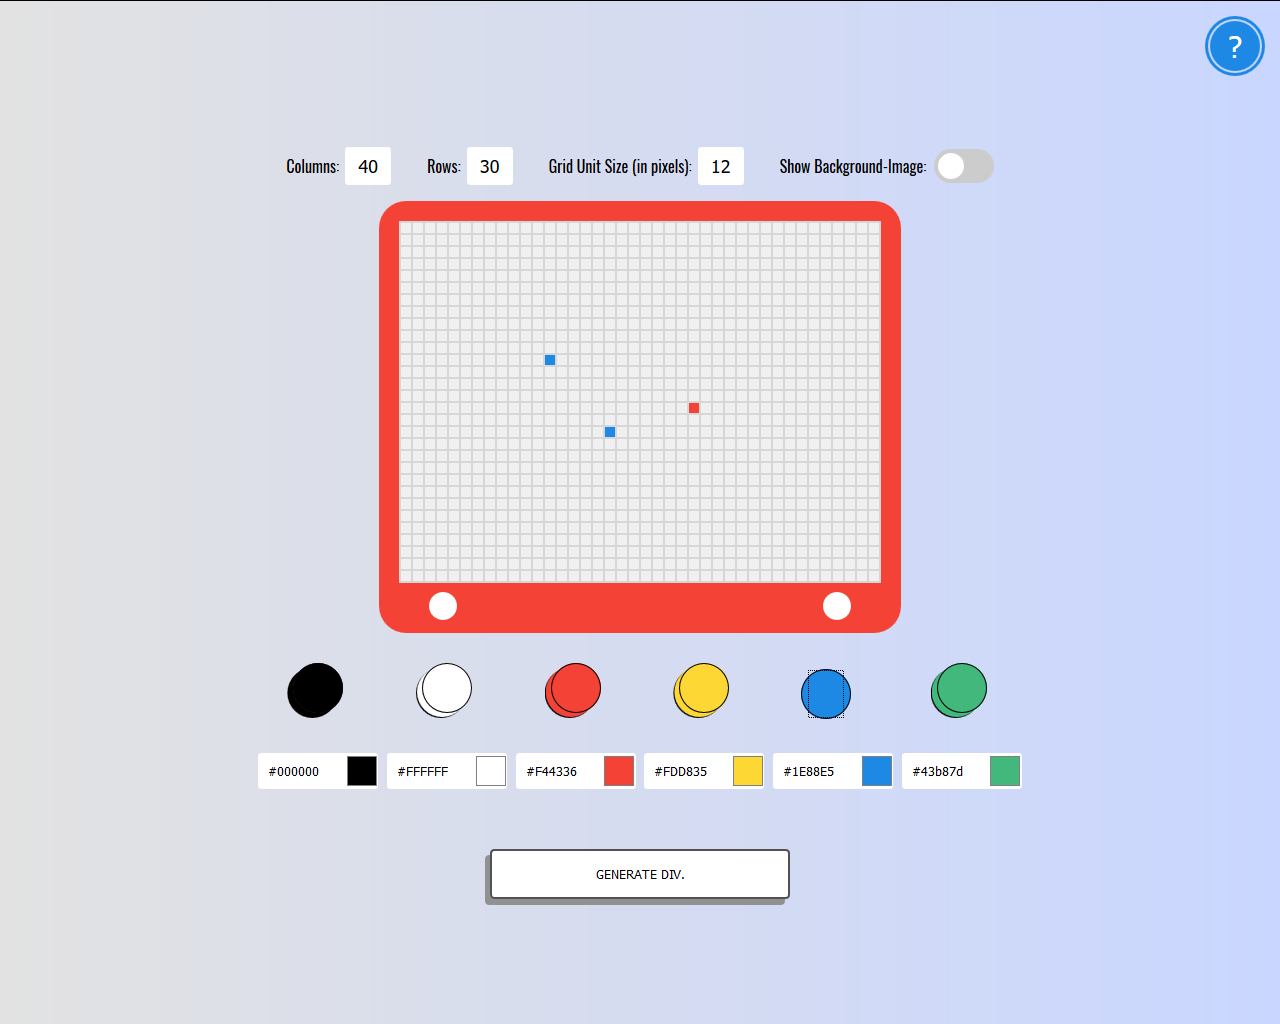 ?
Columns: 40 Rows: 30 Grid Unit Size (in pixels): 12 Show Background-Image:
#000000 #FFFFFF #F44336 #FDD835 #1E88E5 #43b87d
GENERATE DIV.